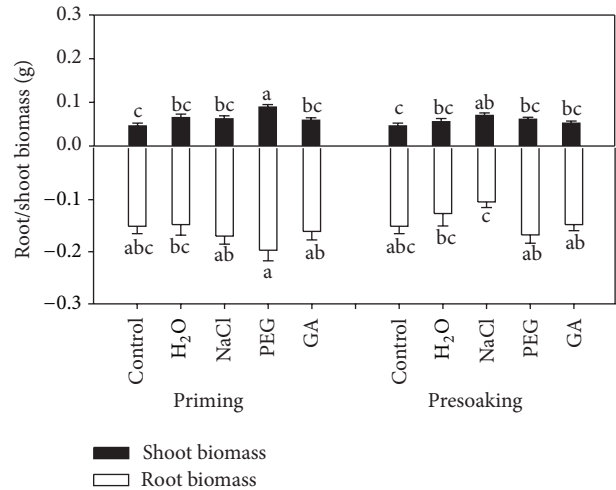 Root/shoot biomass (g)
0.3
0.2
0.1
0.0
−0.1
−0.2
−0.3
c bc bc a bc c bc ab bc bc
abc bc ab a ab abc bc c ab ab
Control H₂O NaCl PEG GA Control H₂O NaCl PEG GA
Priming Presoaking
Shoot biomass
Root biomass